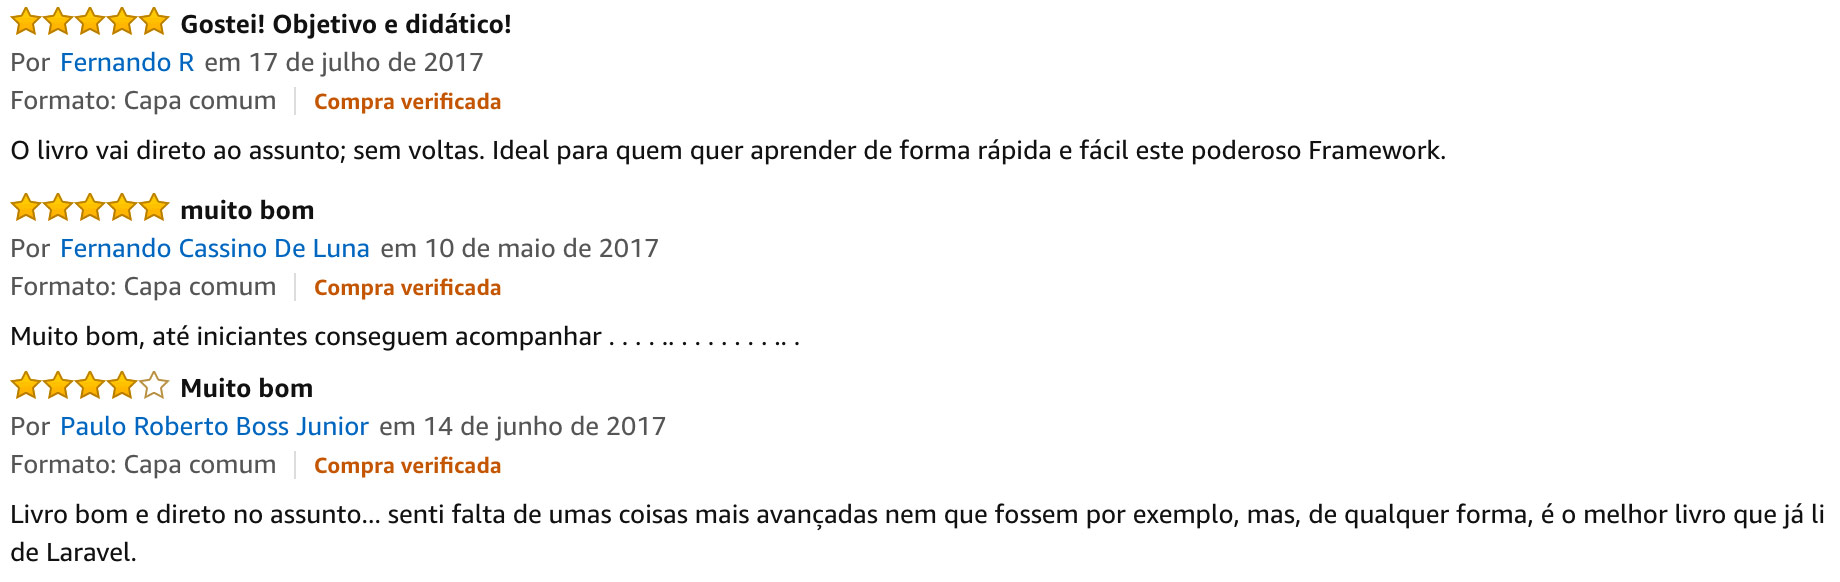 Gostei! Objetivo e didático!
Por Fernando R em 17 de julho de 2017
Formato: Capa comum Compra verificada
O livro vai direto ao assunto; sem voltas. Ideal para quem quer aprender de forma rápida e fácil este poderoso Framework.
muito bom
Por Fernando Cassino De Luna em 10 de maio de 2017
Formato: Capa comum Compra verificada
Muito bom, até iniciantes conseguem acompanhar . . . . .. . . . . . . . .. .
Muito bom
Por Paulo Roberto Boss Junior em 14 de junho de 2017
Formato: Capa comum Compra verificada
Livro bom e direto no assunto... senti falta de umas coisas mais avançadas nem que fossem por exemplo, mas, de qualquer forma, é o melhor livro que já li
de Laravel.